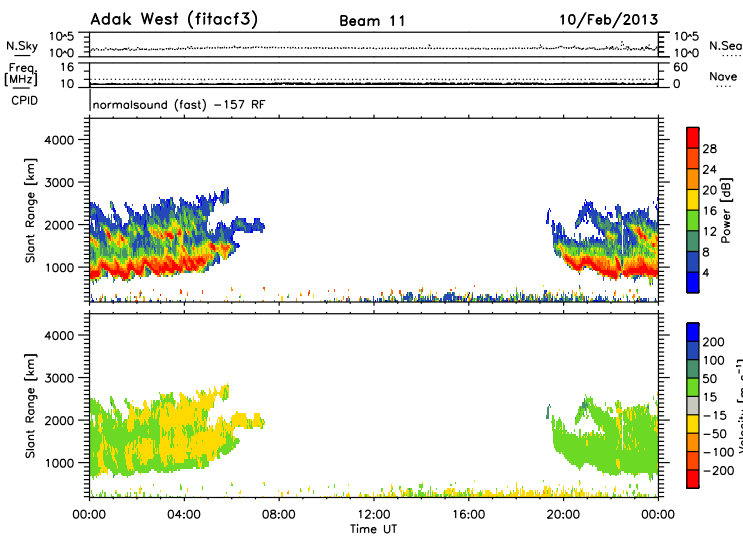 Adak West (fitacf3) Beam 11 10/Feb/2013
N.Sky 10^5 10^0 10^5 10^0 N.Sea
Freq. [MHz] 16 10 60 0 Nave
CPID normalsound (fast) -157 RF
Slant Range [km] 4000 3000 2000 1000
28 24 20 16 12 8 4 Power [dB]
Slant Range [km] 4000 3000 2000 1000
200 100 50 15 -15 -50 -100 -200 Velocity [m s⁻¹]
00:00 04:00 08:00 12:00 16:00 20:00 00:00
Time UT